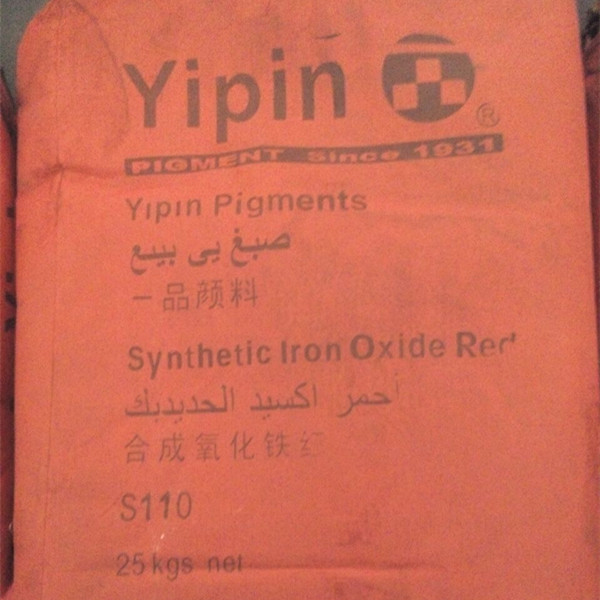 Yipin ®
PIGMENT Since 1931
Yipin Pigments
صبغ يى بيبع
一品颜料
Synthetic Iron Oxide Red
احمر اكسيد الحديديك
合成氧化铁红
S110
25kgs net